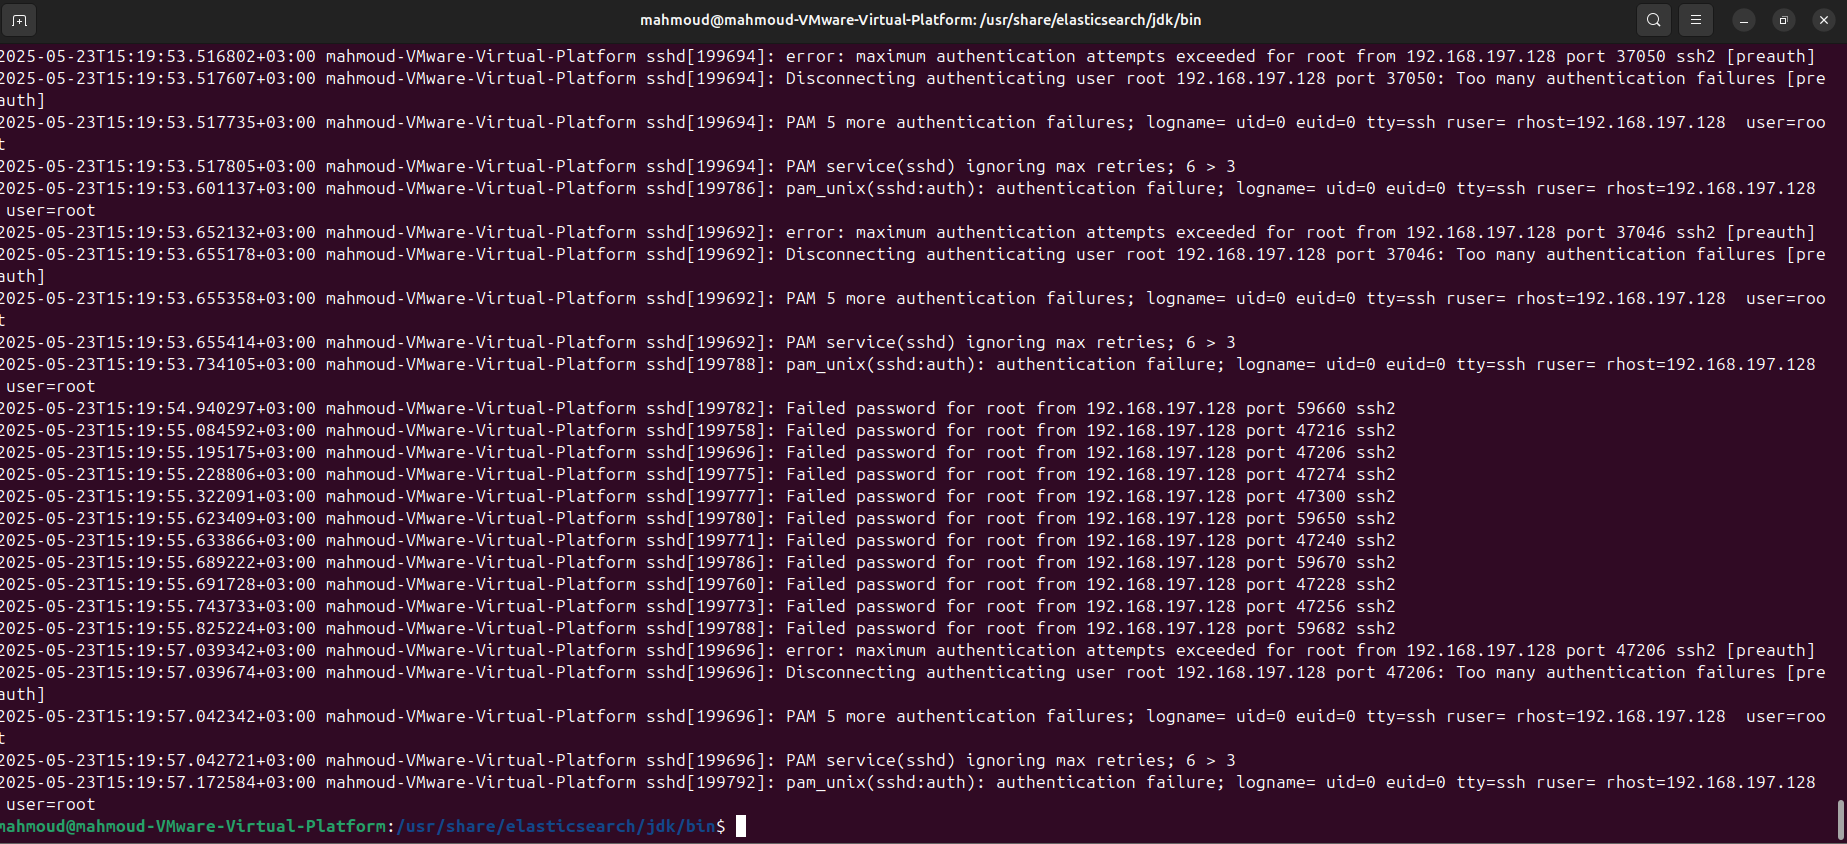 mahmoud@mahmoud-VMware-Virtual-Platform: /usr/share/elasticsearch/jdk/bin
2025-05-23T15:19:53.516802+03:00 mahmoud-VMware-Virtual-Platform sshd[199694]: error: maximum authentication attempts exceeded for root from 192.168.197.128 port 37050 ssh2 [preauth]
2025-05-23T15:19:53.517607+03:00 mahmoud-VMware-Virtual-Platform sshd[199694]: Disconnecting authenticating user root 192.168.197.128 port 37050: Too many authentication failures [pre
auth]
2025-05-23T15:19:53.517735+03:00 mahmoud-VMware-Virtual-Platform sshd[199694]: PAM 5 more authentication failures; logname= uid=0 euid=0 tty=ssh ruser= rhost=192.168.197.128  user=roo
t
2025-05-23T15:19:53.517805+03:00 mahmoud-VMware-Virtual-Platform sshd[199694]: PAM service(sshd) ignoring max retries; 6 > 3
2025-05-23T15:19:53.601137+03:00 mahmoud-VMware-Virtual-Platform sshd[199786]: pam_unix(sshd:auth): authentication failure; logname= uid=0 euid=0 tty=ssh ruser= rhost=192.168.197.128
 user=root
2025-05-23T15:19:53.652132+03:00 mahmoud-VMware-Virtual-Platform sshd[199692]: error: maximum authentication attempts exceeded for root from 192.168.197.128 port 37046 ssh2 [preauth]
2025-05-23T15:19:53.655178+03:00 mahmoud-VMware-Virtual-Platform sshd[199692]: Disconnecting authenticating user root 192.168.197.128 port 37046: Too many authentication failures [pre
auth]
2025-05-23T15:19:53.655358+03:00 mahmoud-VMware-Virtual-Platform sshd[199692]: PAM 5 more authentication failures; logname= uid=0 euid=0 tty=ssh ruser= rhost=192.168.197.128  user=roo
t
2025-05-23T15:19:53.655414+03:00 mahmoud-VMware-Virtual-Platform sshd[199692]: PAM service(sshd) ignoring max retries; 6 > 3
2025-05-23T15:19:53.734105+03:00 mahmoud-VMware-Virtual-Platform sshd[199788]: pam_unix(sshd:auth): authentication failure; logname= uid=0 euid=0 tty=ssh ruser= rhost=192.168.197.128
 user=root
2025-05-23T15:19:54.940297+03:00 mahmoud-VMware-Virtual-Platform sshd[199782]: Failed password for root from 192.168.197.128 port 59660 ssh2
2025-05-23T15:19:55.084592+03:00 mahmoud-VMware-Virtual-Platform sshd[199758]: Failed password for root from 192.168.197.128 port 47216 ssh2
2025-05-23T15:19:55.195175+03:00 mahmoud-VMware-Virtual-Platform sshd[199696]: Failed password for root from 192.168.197.128 port 47206 ssh2
2025-05-23T15:19:55.228806+03:00 mahmoud-VMware-Virtual-Platform sshd[199775]: Failed password for root from 192.168.197.128 port 47274 ssh2
2025-05-23T15:19:55.322091+03:00 mahmoud-VMware-Virtual-Platform sshd[199777]: Failed password for root from 192.168.197.128 port 47300 ssh2
2025-05-23T15:19:55.623409+03:00 mahmoud-VMware-Virtual-Platform sshd[199780]: Failed password for root from 192.168.197.128 port 59650 ssh2
2025-05-23T15:19:55.633866+03:00 mahmoud-VMware-Virtual-Platform sshd[199771]: Failed password for root from 192.168.197.128 port 47240 ssh2
2025-05-23T15:19:55.689222+03:00 mahmoud-VMware-Virtual-Platform sshd[199786]: Failed password for root from 192.168.197.128 port 59670 ssh2
2025-05-23T15:19:55.691728+03:00 mahmoud-VMware-Virtual-Platform sshd[199760]: Failed password for root from 192.168.197.128 port 47228 ssh2
2025-05-23T15:19:55.743733+03:00 mahmoud-VMware-Virtual-Platform sshd[199773]: Failed password for root from 192.168.197.128 port 47256 ssh2
2025-05-23T15:19:55.825224+03:00 mahmoud-VMware-Virtual-Platform sshd[199788]: Failed password for root from 192.168.197.128 port 59682 ssh2
2025-05-23T15:19:57.039342+03:00 mahmoud-VMware-Virtual-Platform sshd[199696]: error: maximum authentication attempts exceeded for root from 192.168.197.128 port 47206 ssh2 [preauth]
2025-05-23T15:19:57.039674+03:00 mahmoud-VMware-Virtual-Platform sshd[199696]: Disconnecting authenticating user root 192.168.197.128 port 47206: Too many authentication failures [pre
auth]
2025-05-23T15:19:57.042342+03:00 mahmoud-VMware-Virtual-Platform sshd[199696]: PAM 5 more authentication failures; logname= uid=0 euid=0 tty=ssh ruser= rhost=192.168.197.128  user=roo
t
2025-05-23T15:19:57.042721+03:00 mahmoud-VMware-Virtual-Platform sshd[199696]: PAM service(sshd) ignoring max retries; 6 > 3
2025-05-23T15:19:57.172584+03:00 mahmoud-VMware-Virtual-Platform sshd[199792]: pam_unix(sshd:auth): authentication failure; logname= uid=0 euid=0 tty=ssh ruser= rhost=192.168.197.128
 user=root
mahmoud@mahmoud-VMware-Virtual-Platform:/usr/share/elasticsearch/jdk/bin$